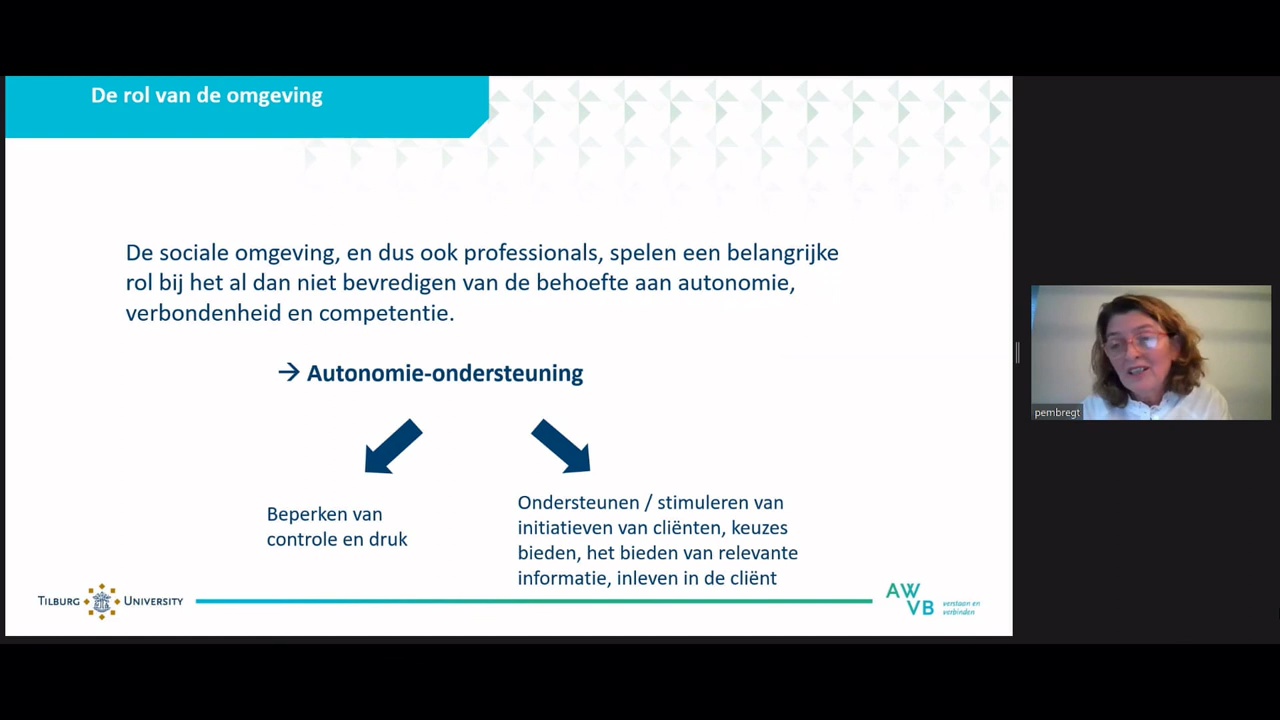 De rol van de omgeving
De sociale omgeving, en dus ook professionals, spelen een belangrijke
rol bij het al dan niet bevredigen van de behoefte aan autonomie,
verbondenheid en competentie.
→ Autonomie-ondersteuning
Beperken van
controle en druk
Ondersteunen / stimuleren van
initiatieven van cliënten, keuzes
bieden, het bieden van relevante
informatie, inleven in de cliënt
TILBURG UNIVERSITY
AW
VB
verstaan en
verbinden
pembregt